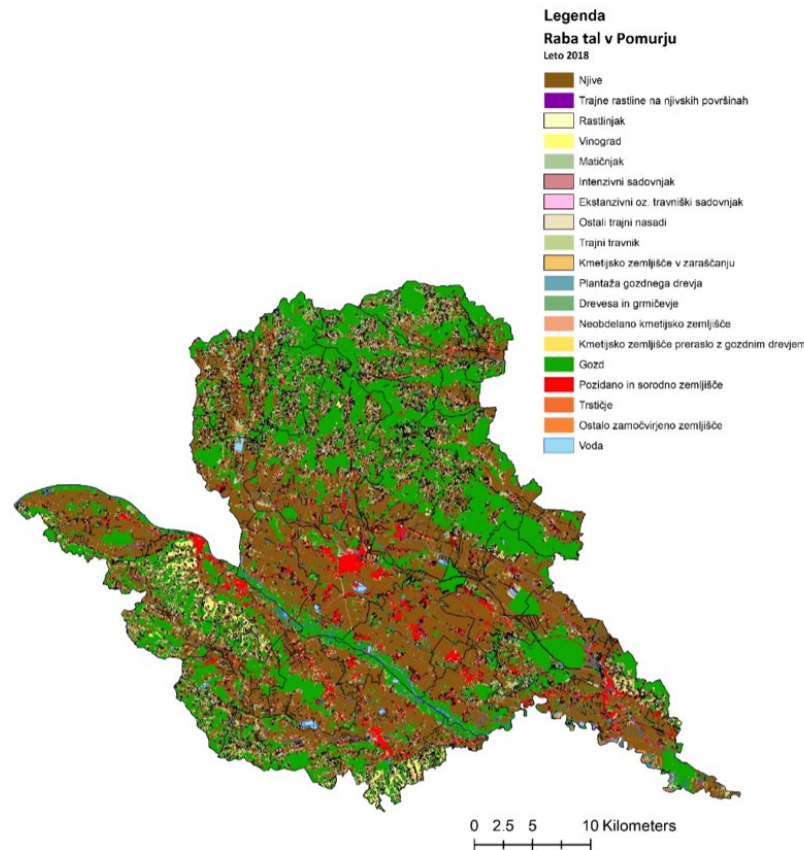 Legenda
Raba tal v Pomurju
Leto 2018
Njive
Trajne rastline na njivskih površinah
Rastlinjak
Vinograd
Matičnjak
Intenzivni sadovnjak
Ekstanzivni oz. travniški sadovnjak
Ostali trajni nasadi
Trajni travnik
Kmetijsko zemljišče v zaraščanju
Plantaža gozdnega drevja
Drevesa in grmičevje
Neobdelano kmetijsko zemljišče
Kmetijsko zemljišče preraslo z gozdnim drevjem
Gozd
Pozidano in sorodno zemljišče
Trstičje
Ostalo zamočvirjeno zemljišče
Voda
0 2.5 5 10 Kilometers